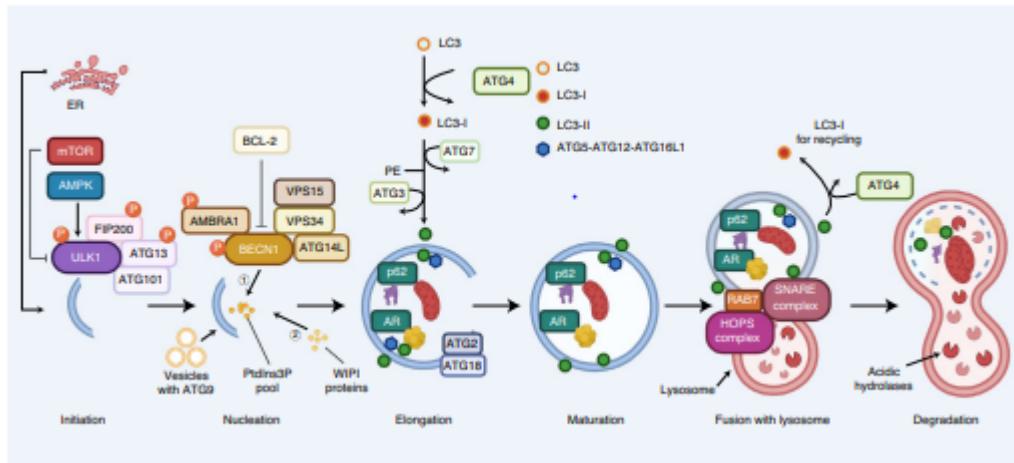 ER
mTOR
AMPK
P
FIP200
P
P
ULK1
ATG13
ATG101
BCL-2
P
AMBRA1
VPS15
VPS34
P
BECN1
ATG14L
①
②
Vesicles
with ATG9
PtdIns3P
pool
WIPI
proteins
LC3
ATG4
LC3-I
PE
ATG7
ATG3
LC3
LC3-I
LC3-II
ATG5-ATG12-ATG16L1
p62
AR
ATG2
ATG18
p62
AR
LC3-I
for recycling
ATG4
p62
AR
RAB7
SNARE
complex
HOPS
complex
Lysosome
Acidic
hydrolases
Initiation
Nucleation
Elongation
Maturation
Fusion with lysosome
Degradation